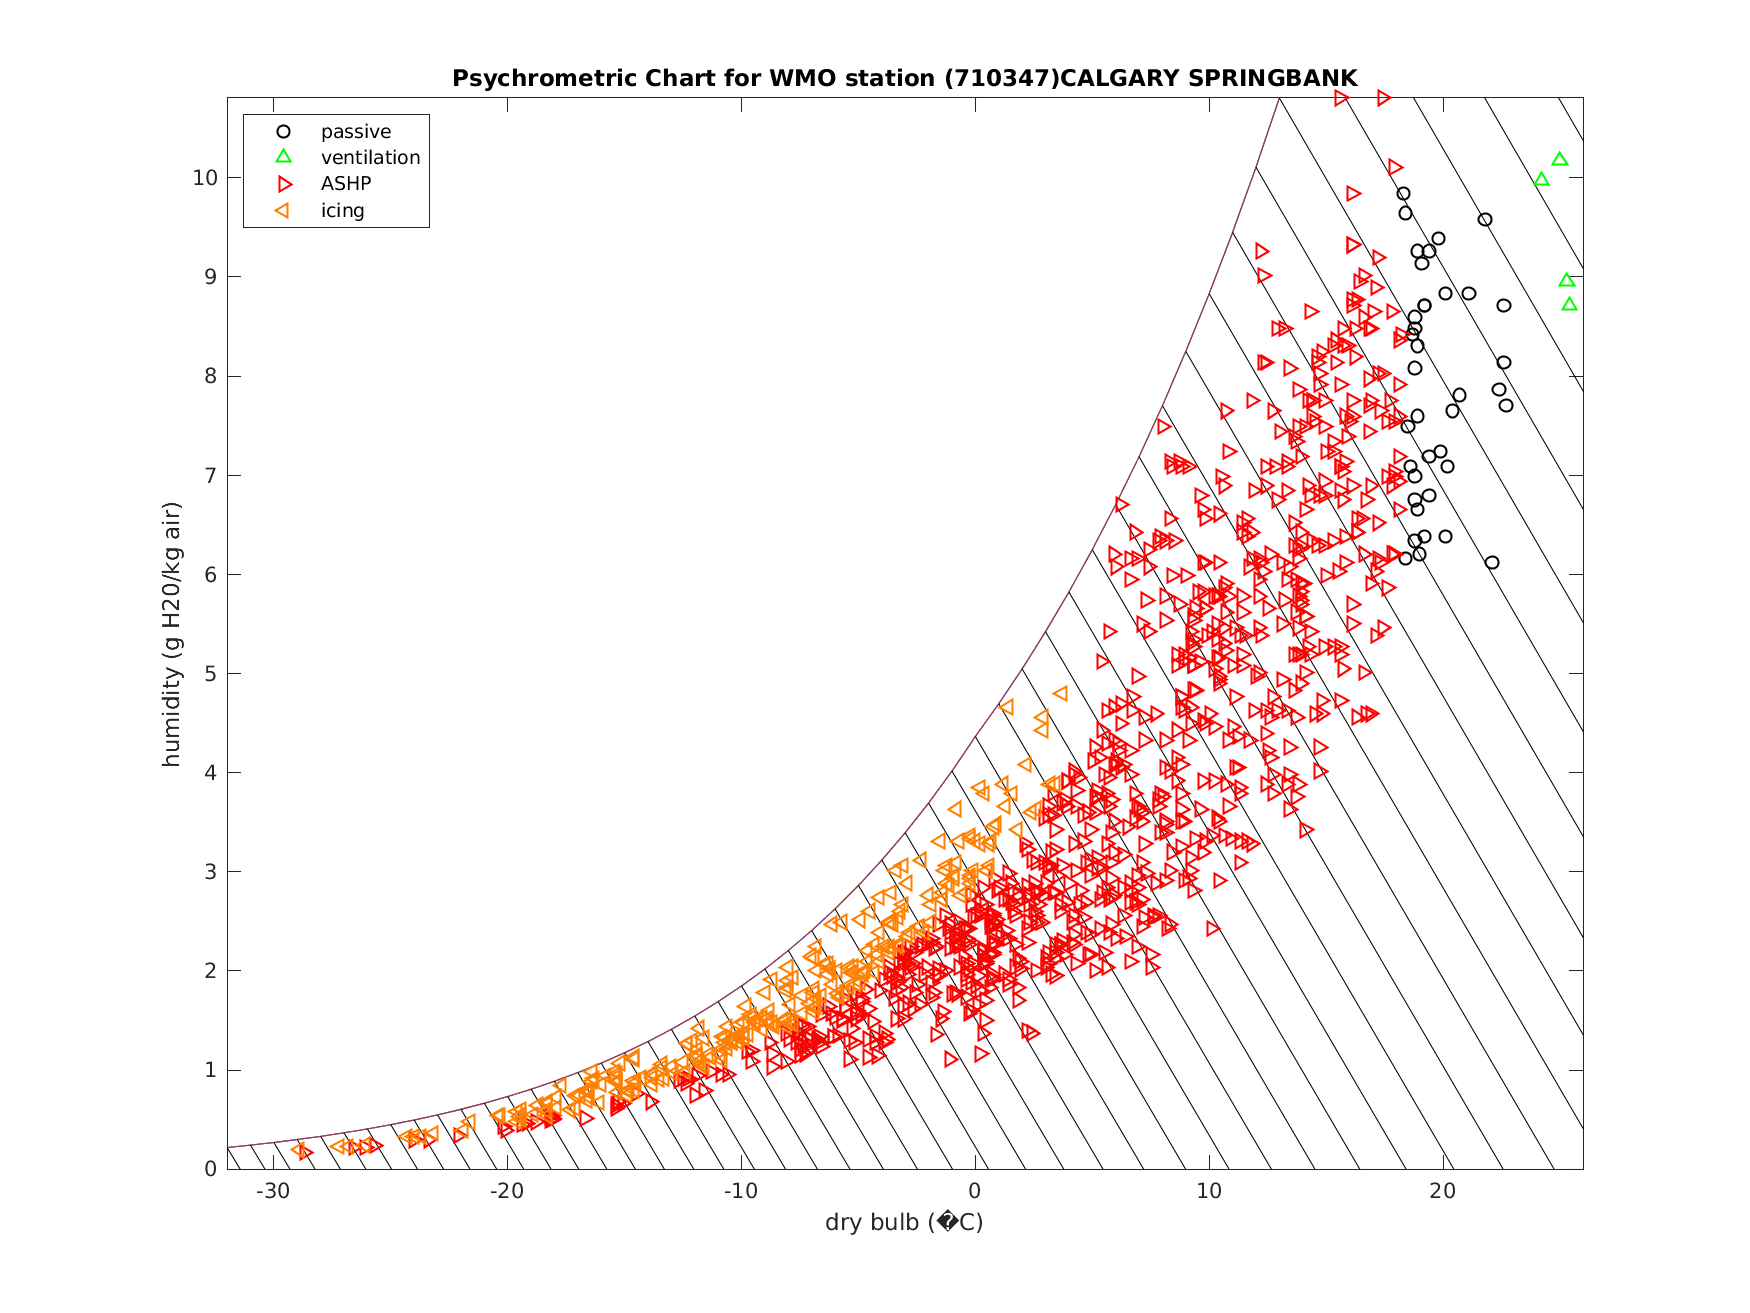 Psychrometric Chart for WMO station (710347)CALGARY SPRINGBANK
passive
ventilation
ASHP
icing
10
9
8
7
6
5
4
3
2
1
0
humidity (g H20/kg air)
-30 -20 -10 0 10 20
dry bulb (�C)